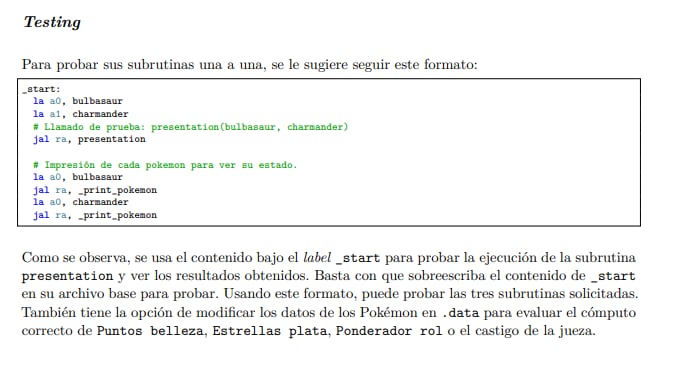 Testing
Para probar sus subrutinas una a una, se le sugiere seguir este formato:
_start:
la a0, bulbasaur
la a1, charmander
# Llamado de prueba: presentation(bulbasaur, charmander)
jal ra, presentation
# Impresión de cada pokemon para ver su estado.
la a0, bulbasaur
jal ra, _print_pokemon
la a0, charmander
jal ra, _print_pokemon
Como se observa, se usa el contenido bajo el label _start para probar la ejecución de la subrutina
presentation y ver los resultados obtenidos. Basta con que sobreescriba el contenido de _start
en su archivo base para probar. Usando este formato, puede probar las tres subrutinas solicitadas.
También tiene la opción de modificar los datos de los Pokémon en .data para evaluar el cómputo
correcto de Puntos belleza, Estrellas plata, Ponderador rol o el castigo de la jueza.